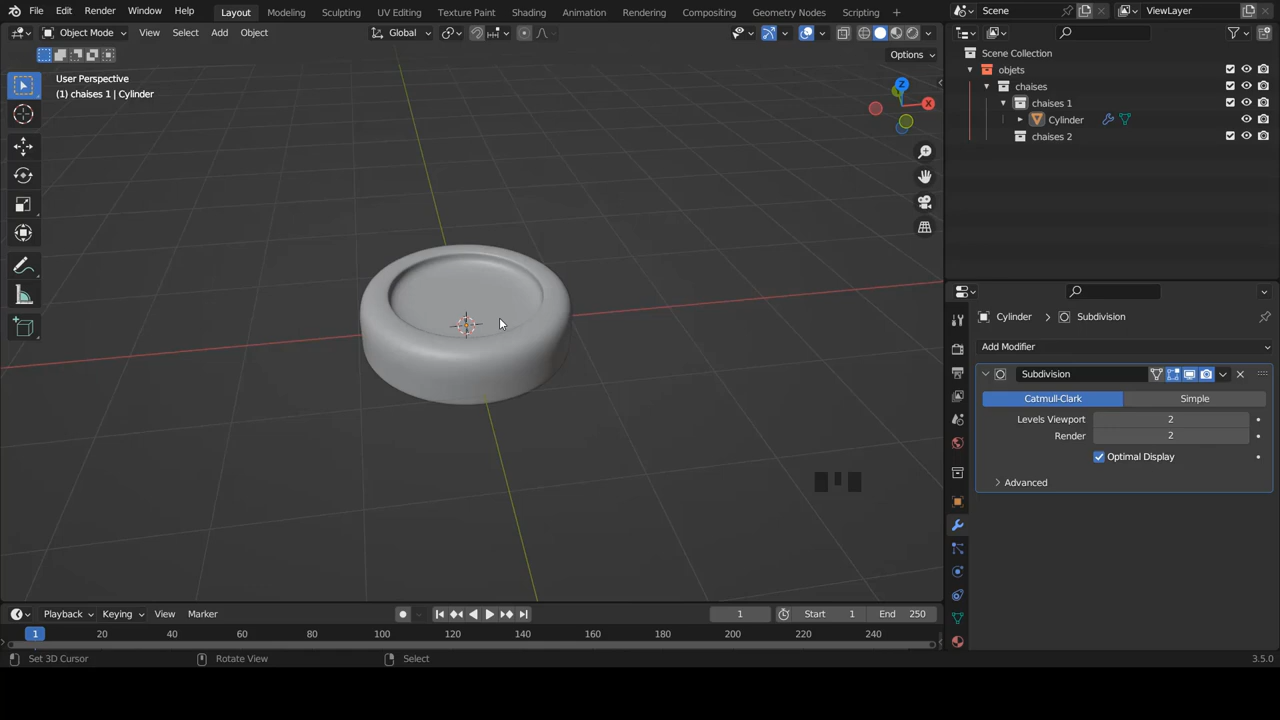 File Edit Render Window Help Layout Modeling Sculpting UV Editing Texture Paint Shading Animation Rendering Compositing Geometry Nodes Scripting + Scene ViewLayer
Object Mode View Select Add Object Global
Options
User Perspective
(1) chaises 1 | Cylinder
Z
X
Scene Collection
objets
chaises
chaises 1
Cylinder
chaises 2
Cylinder > Subdivision
Add Modifier
Subdivision
Catmull-Clark Simple
Levels Viewport 2
Render 2
Optimal Display
Advanced
Playback Keying View Marker 1 Start 1 End 250
1 20 40 60 80 100 120 140 160 180 200 220 240
Set 3D Cursor Rotate View Select 3.5.0